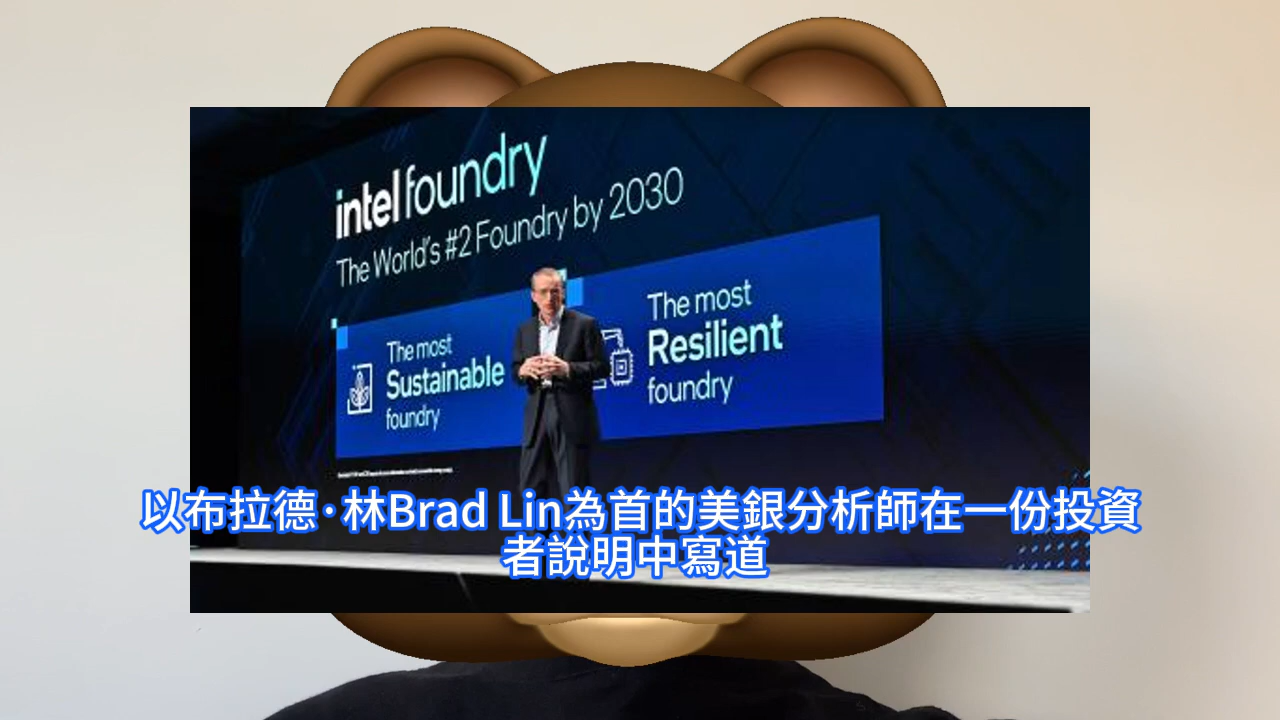 intel foundry
The World's #2 Foundry by 2030
The most
Sustainable
foundry
The most
Resilient
foundry
以布拉德·林Brad Lin為首的美銀分析師在一份投資
者說明中寫道